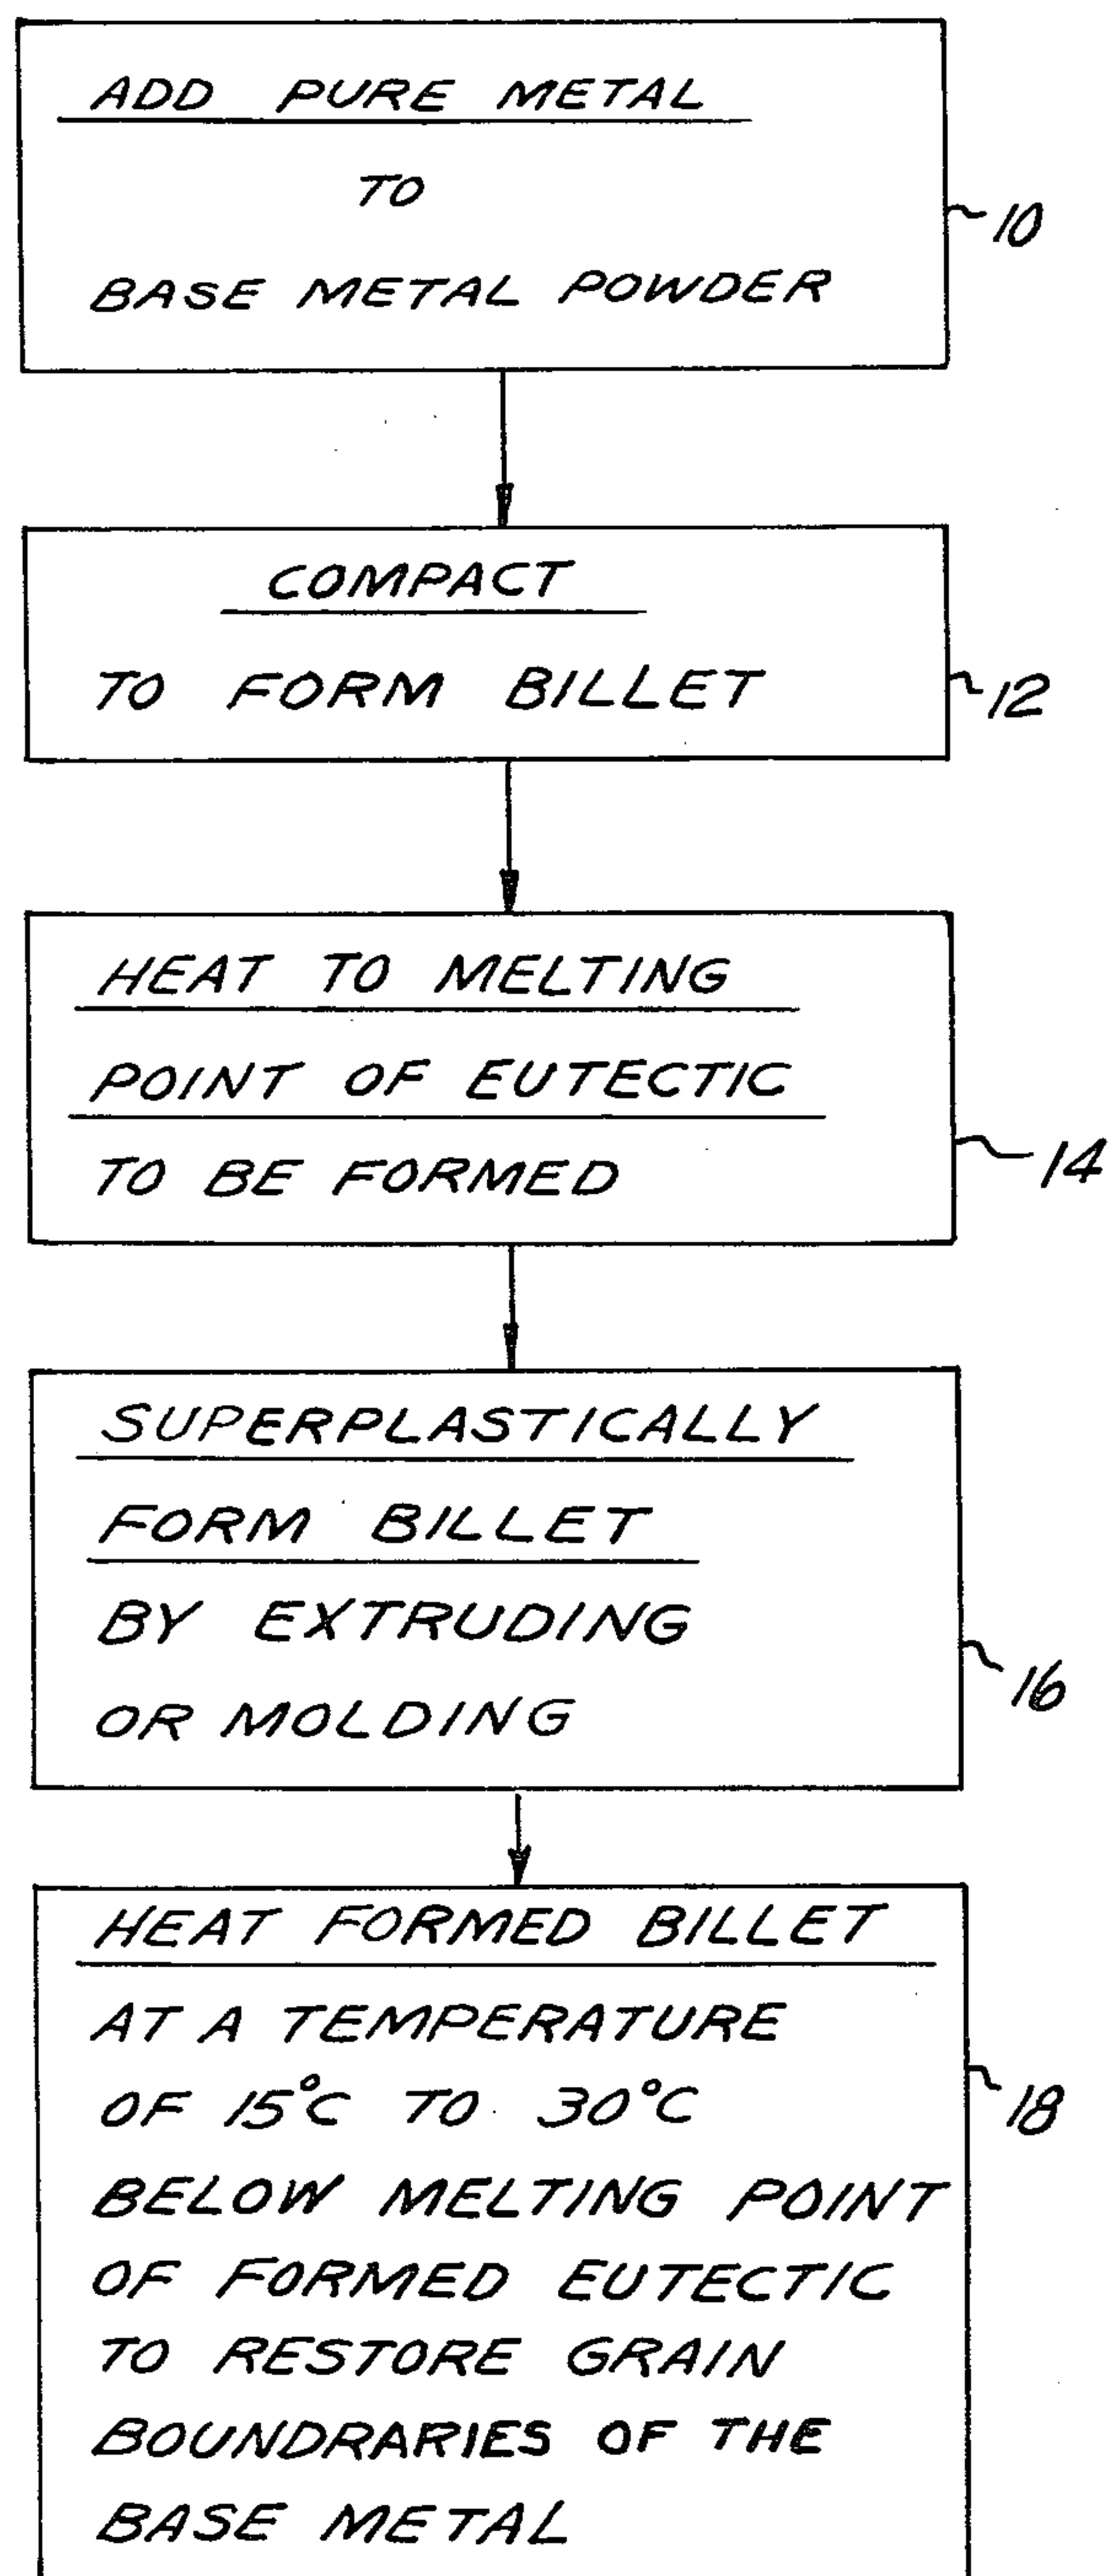 ADD PURE METAL
TO
BASE METAL POWDER
10
COMPACT
TO FORM BILLET
12
HEAT TO MELTING
POINT OF EUTECTIC
TO BE FORMED
14
SUPERPLASTICALLY
FORM BILLET
BY EXTRUDING
OR MOLDING
16
HEAT FORMED BILLET
AT A TEMPERATURE
OF 15°C TO 30°C
BELOW MELTING POINT
OF FORMED EUTECTIC
TO RESTORE GRAIN
BOUNDRARIES OF THE
BASE METAL
18